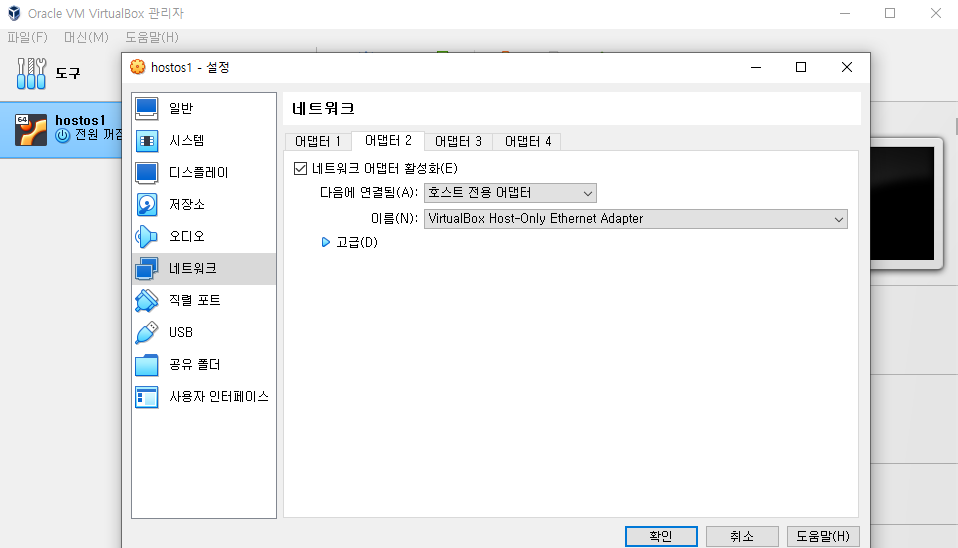 Oracle VM VirtualBox 관리자
파일(F) 머신(M) 도움말(H)
도구
hostos1 - 설정
64
hostos1
전원 꺼짐
일반
시스템
디스플레이
저장소
오디오
네트워크
직렬 포트
USB
공유 폴더
사용자 인터페이스
네트워크
어댑터 1 어댑터 2 어댑터 3 어댑터 4
네트워크 어댑터 활성화(E)
다음에 연결됨(A): 호스트 전용 어댑터
이름(N): VirtualBox Host-Only Ethernet Adapter
고급(D)
확인 취소 도움말(H)